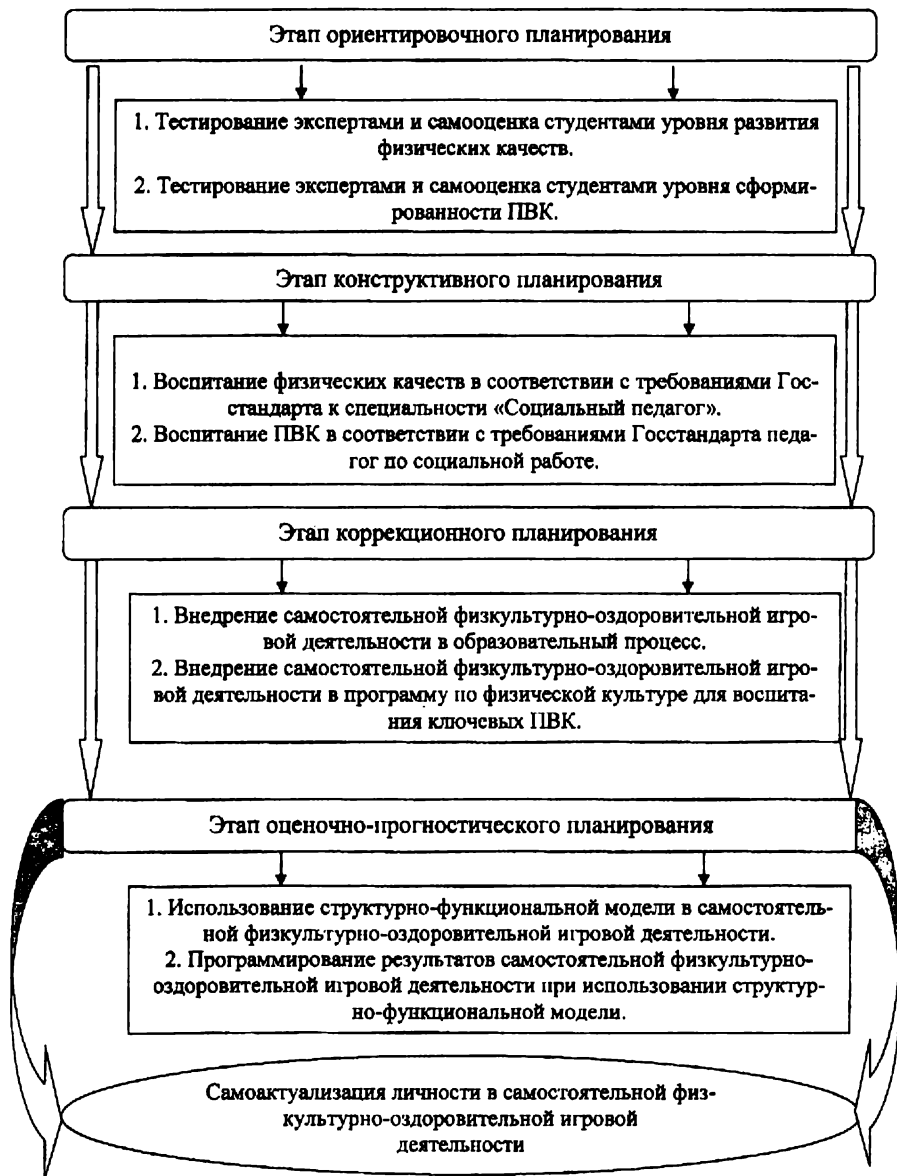 Этап ориентировочного планирования
1. Тестирование экспертами и самооценка студентами уровня развития
физических качеств.
2. Тестирование экспертами и самооценка студентами уровня сформи-
рованности ПВК.
Этап конструктивного планирования
1. Воспитание физических качеств в соответствии с требованиями Гос-
стандарта к специальности «Социальный педагог».
2. Воспитание ПВК в соответствии с требованиями Госстандарта педа-
гог по социальной работе.
Этап коррекционного планирования
1. Внедрение самостоятельной физкультурно-оздоровительной игро-
вой деятельности в образовательный процесс.
2. Внедрение самостоятельной физкультурно-оздоровительной игро-
вой деятельности в программу по физической культуре для воспита-
ния ключевых ПВК.
Этап оценочно-прогностического планирования
1. Использование структурно-функциональной модели в самостоятель-
ной физкультурно-оздоровительной игровой деятельности.
2. Программирование результатов самостоятельной физкультурно-
оздоровительной игровой деятельности при использовании структур-
но-функциональной модели.
Самоактуализация личности в самостоятельной физ-
культурно-оздоровительной игровой
деятельности